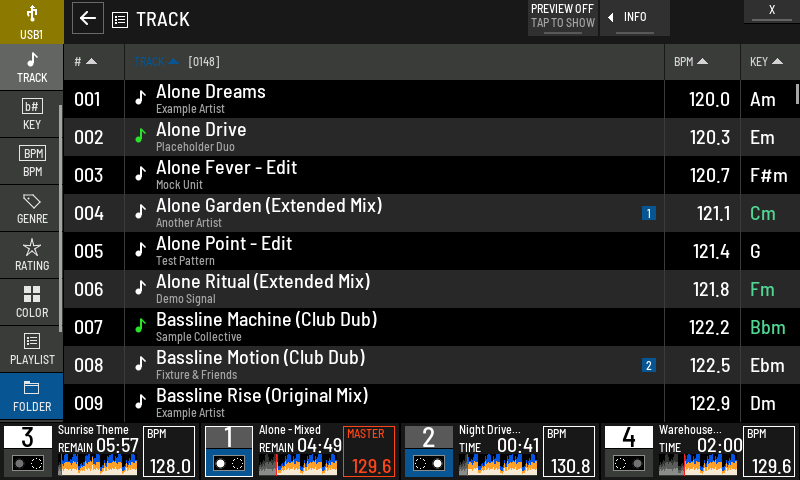 USB1
TRACK
PREVIEW OFF
TAP TO SHOW
INFO
X
# TRACK [0148] BPM KEY
TRACK
KEY
BPM
BPM
GENRE
RATING
COLOR
PLAYLIST
FOLDER
001 Alone Dreams 120.0 Am
Example Artist
002 Alone Drive 120.3 Em
Placeholder Duo
003 Alone Fever - Edit 120.7 F#m
Mock Unit
004 Alone Garden (Extended Mix) 1 121.1 Cm
Another Artist
005 Alone Point - Edit 121.4 G
Test Pattern
006 Alone Ritual (Extended Mix) 121.8 Fm
Demo Signal
007 Bassline Machine (Club Dub) 122.2 Bbm
Sample Collective
008 Bassline Motion (Club Dub) 2 122.5 Ebm
Fixture & Friends
009 Bassline Rise (Original Mix) 122.9 Dm
Example Artist
3 Sunrise Theme
REMAIN 05:57
BPM
128.0
1 Alone - Mixed
REMAIN 04:49
MASTER
129.6
2 Night Drive...
TIME 00:41
BPM
130.8
4 Warehouse...
TIME 02:00
BPM
129.6
b#